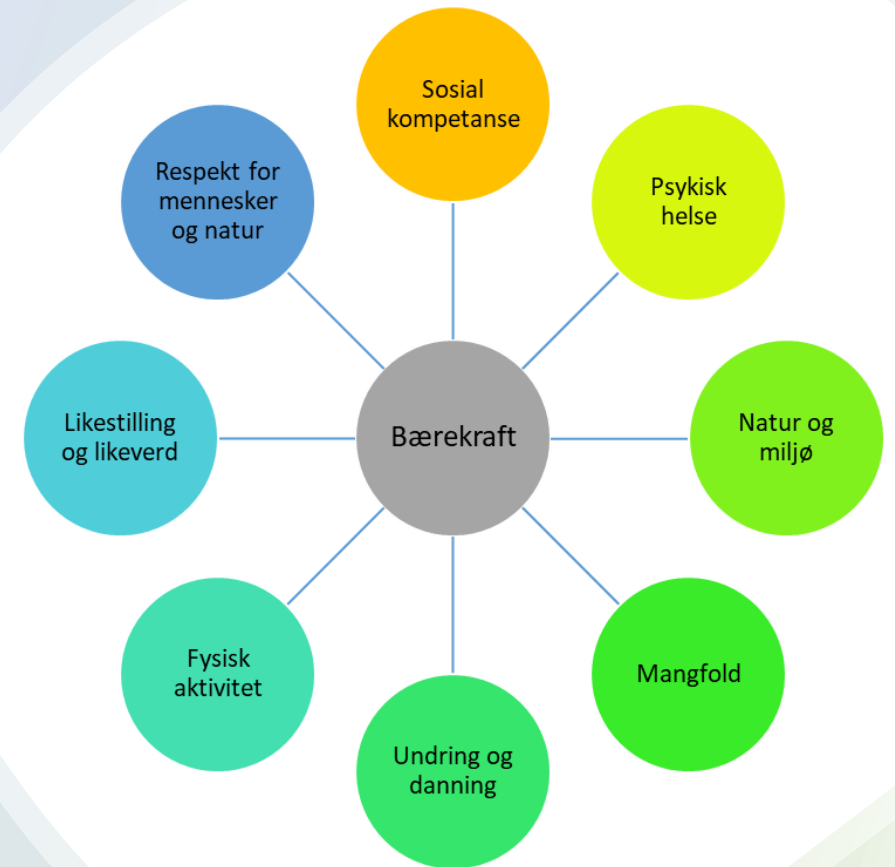 Sosial
kompetanse
Psykisk
helse
Natur og
miljø
Mangfold
Undring og
danning
Fysisk
aktivitet
Likestilling
og likeverd
Respekt for
mennesker
og natur
Bærekraft